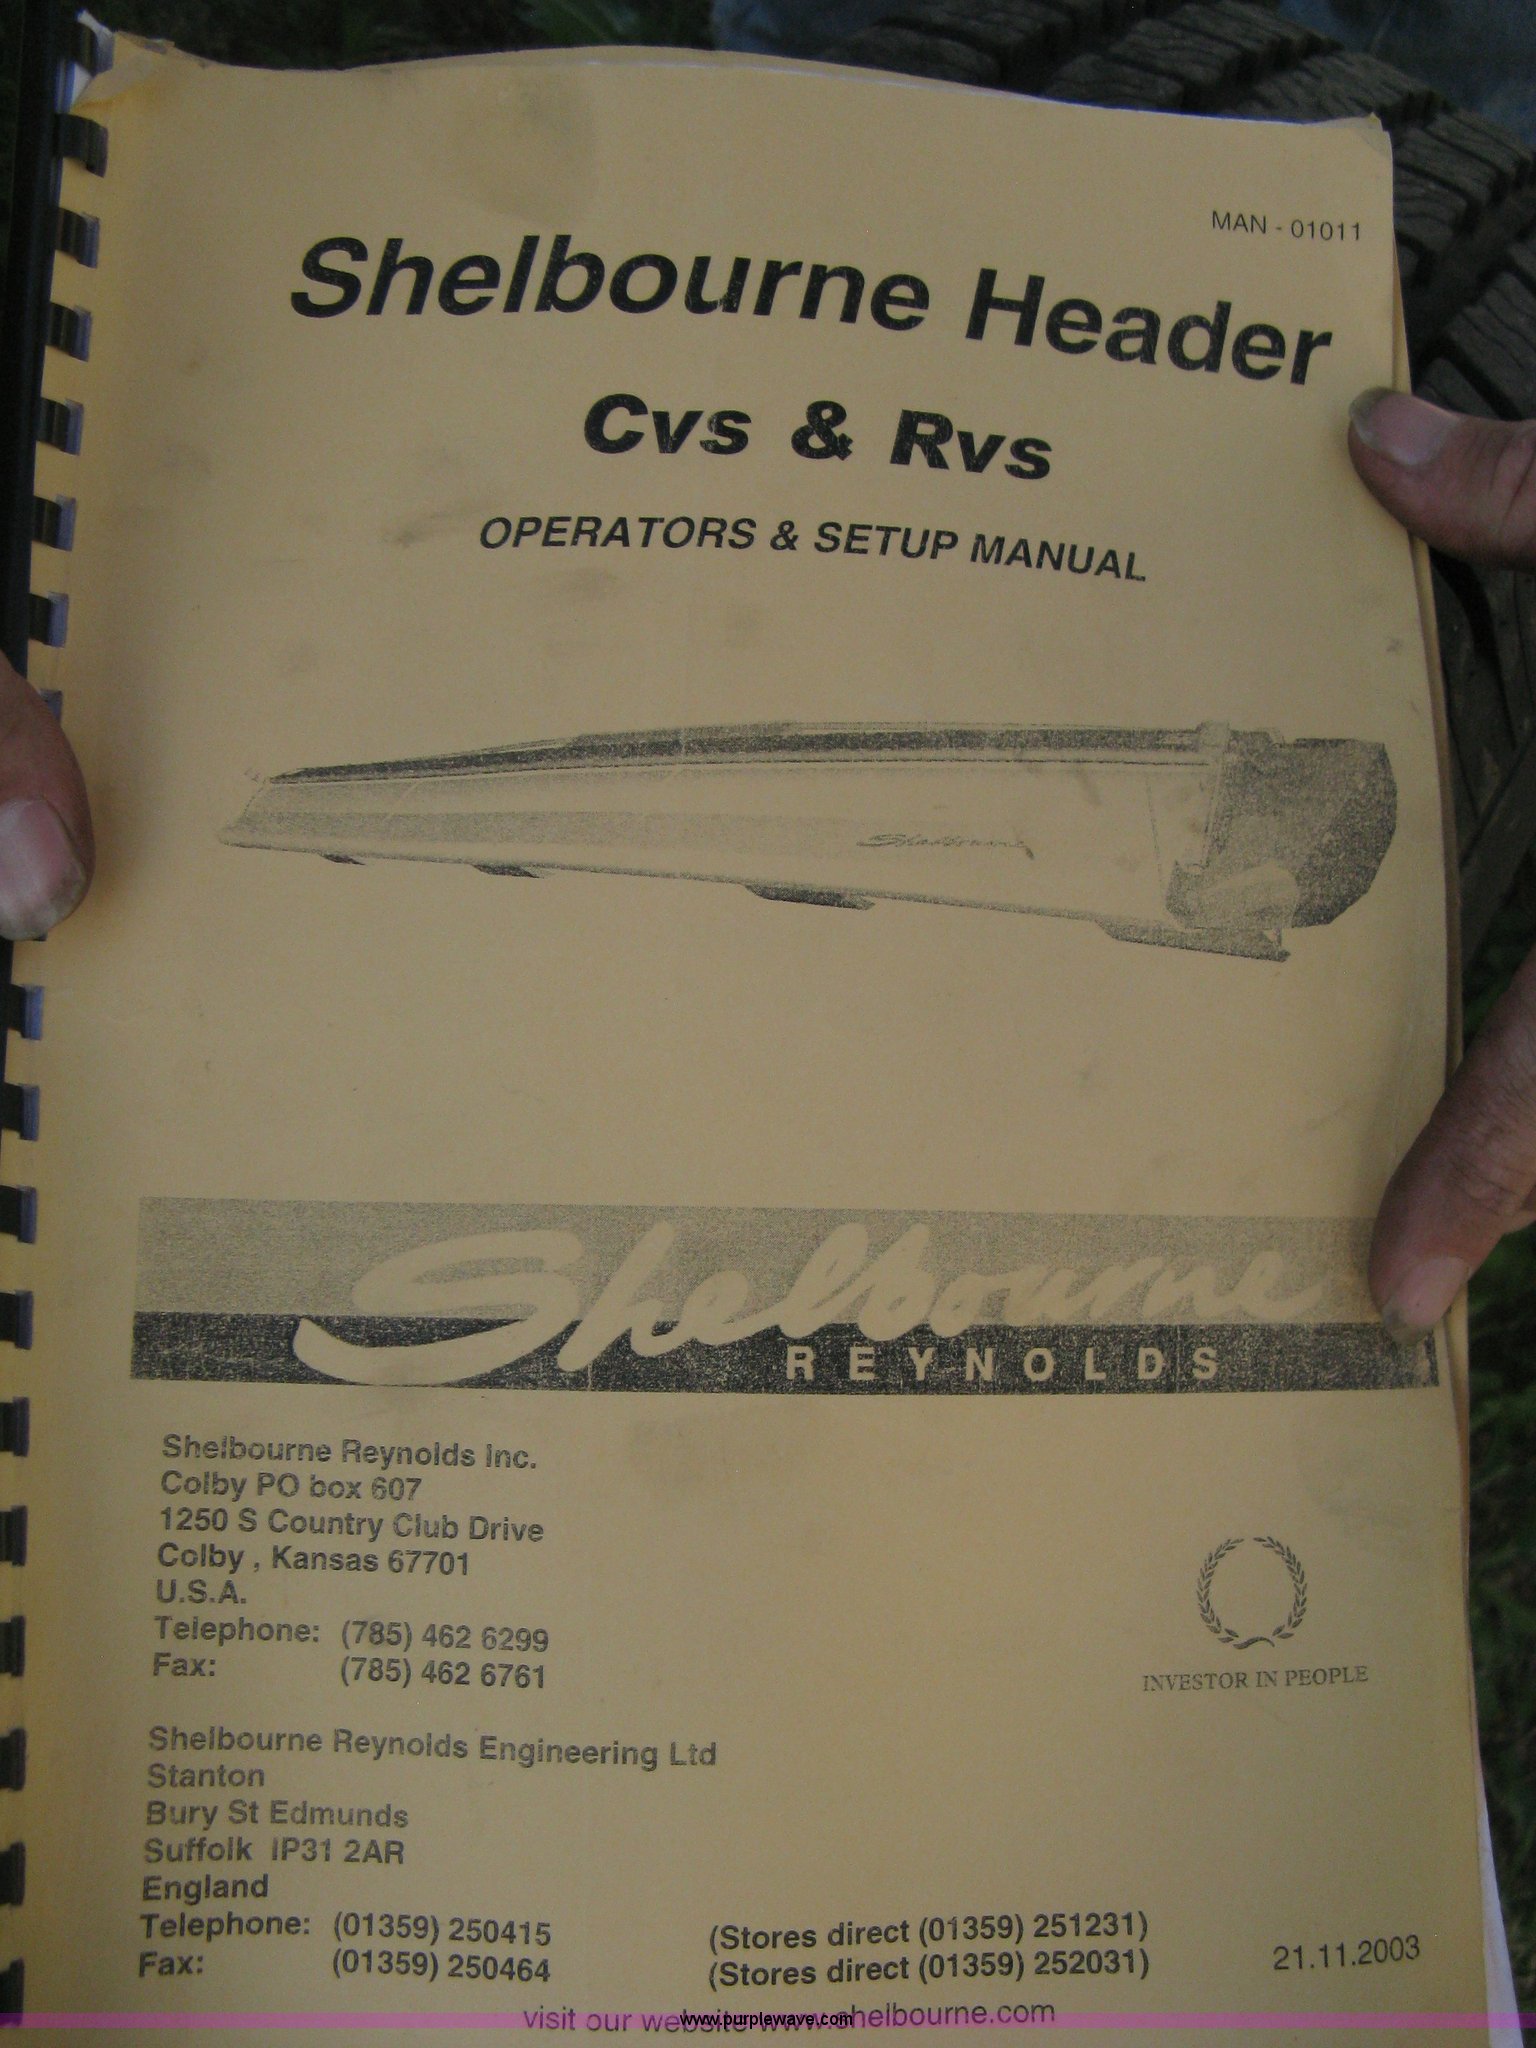 MAN - 01011
Shelbourne Header
Cvs & Rvs
OPERATORS & SETUP MANUAL
Shelbourne
Shelbourne
REYNOLDS
Shelbourne Reynolds Inc.
Colby PO box 607
1250 S Country Club Drive
Colby , Kansas 67701
U.S.A.
Telephone: (785) 462 6299
Fax: (785) 462 6761
INVESTOR IN PEOPLE
Shelbourne Reynolds Engineering Ltd
Stanton
Bury St Edmunds
Suffolk IP31 2AR
England
Telephone: (01359) 250415 (Stores direct (01359) 251231)
Fax: (01359) 250464 (Stores direct (01359) 252031)
21.11.2003
visit our website www.shelbourne.com
www.purplewave.com